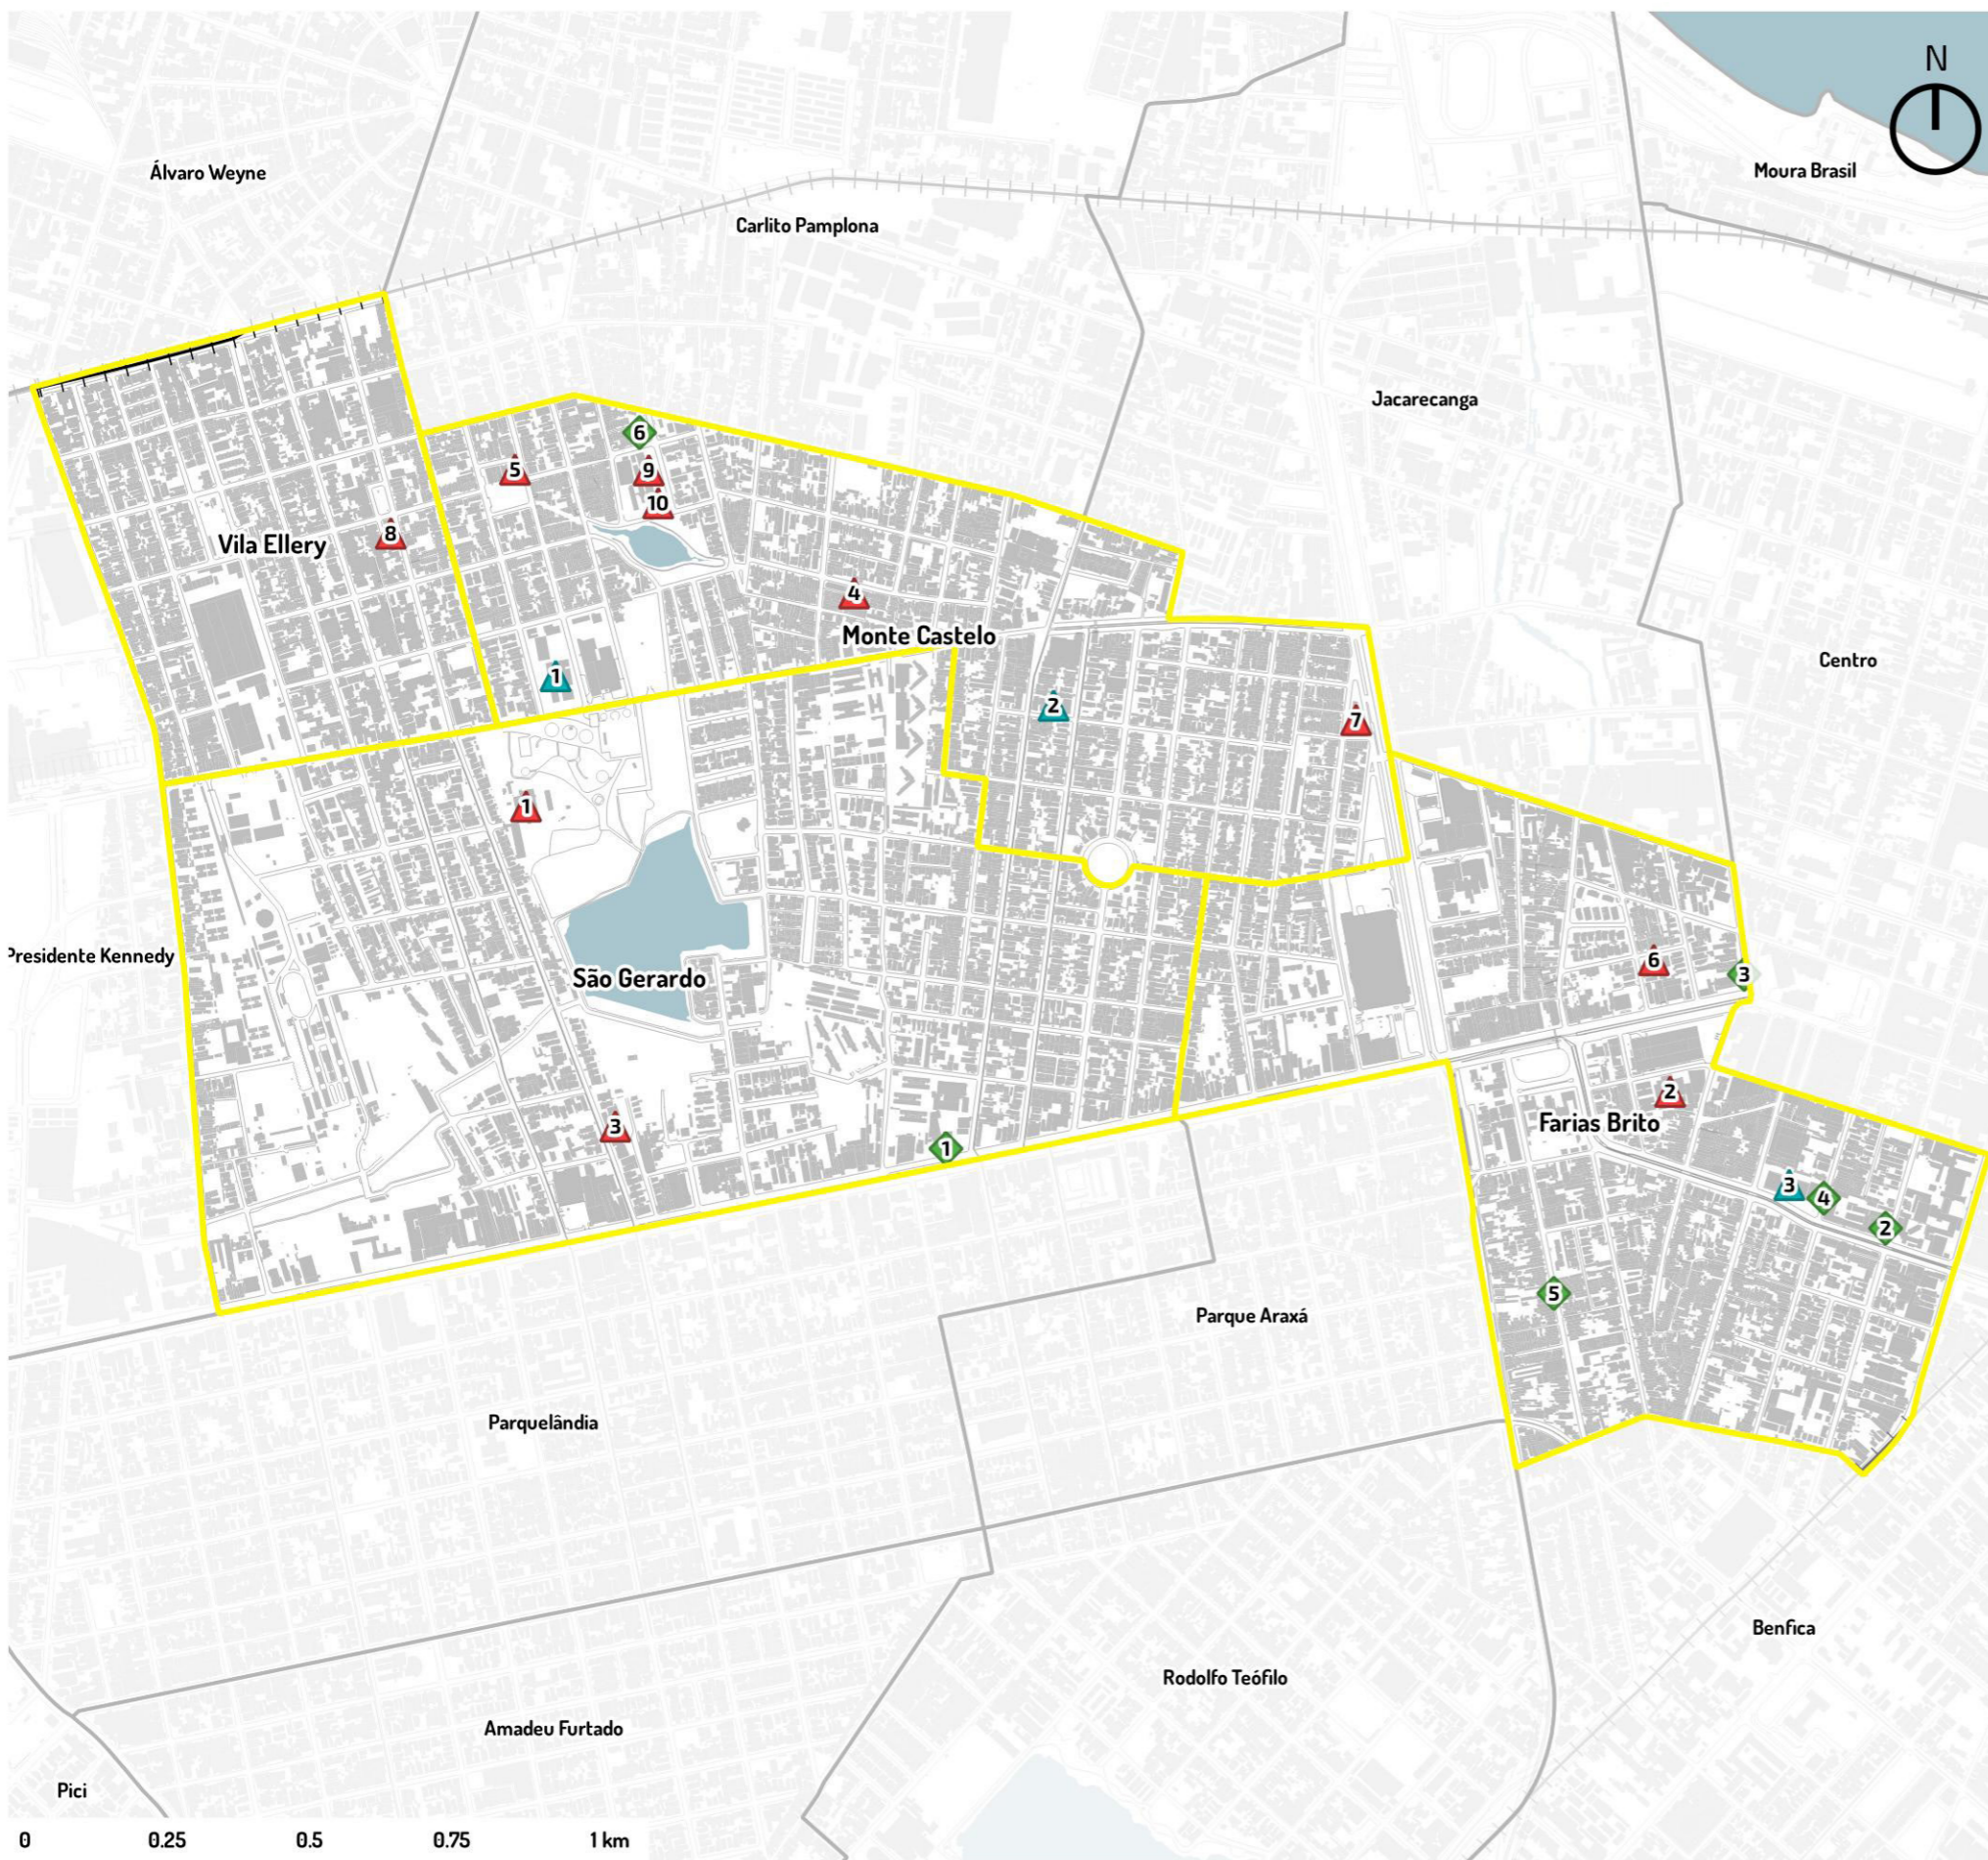 N
Álvaro Weyne
Moura Brasil
Carlito Pamplona
Jacarecanga
6
5
9
10
8
Vila Ellery
4
Monte Castelo
Centro
1
2
7
1
Presidente Kennedy
6
3
São Gerardo
2
Farias Brito
3
1
3
4
2
5
Parque Araxá
Parquelândia
Benfica
Rodolfo Teófilo
Amadeu Furtado
Pici
0 0.25 0.5 0.75 1 km